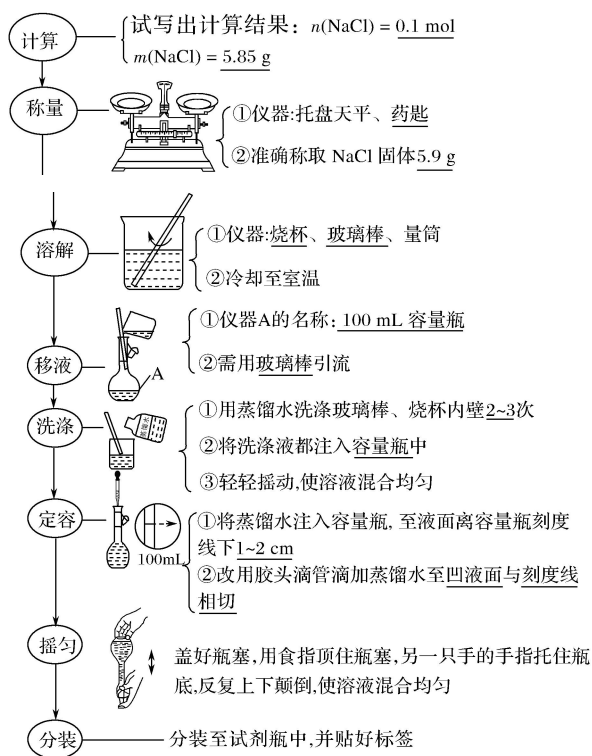 计算
试写出计算结果：n(NaCl) = 0.1 mol
m(NaCl) = 5.85 g
称量
①仪器:托盘天平、药匙
②准确称取 NaCl 固体5.9 g
溶解
①仪器:烧杯、玻璃棒、量筒
②冷却至室温
移液
A
①仪器A的名称: 100 mL 容量瓶
②需用玻璃棒引流
洗涤
蒸馏水
①用蒸馏水洗涤玻璃棒、烧杯内壁2~3次
②将洗涤液都注入容量瓶中
③轻轻摇动,使溶液混合均匀
定容
100mL
①将蒸馏水注入容量瓶, 至液面离容量瓶刻度
线下1~2 cm
②改用胶头滴管滴加蒸馏水至凹液面与刻度线
相切
摇匀
盖好瓶塞,用食指顶住瓶塞,另一只手的手指托住瓶
底,反复上下颠倒,使溶液混合均匀
分装
分装至试剂瓶中,并贴好标签